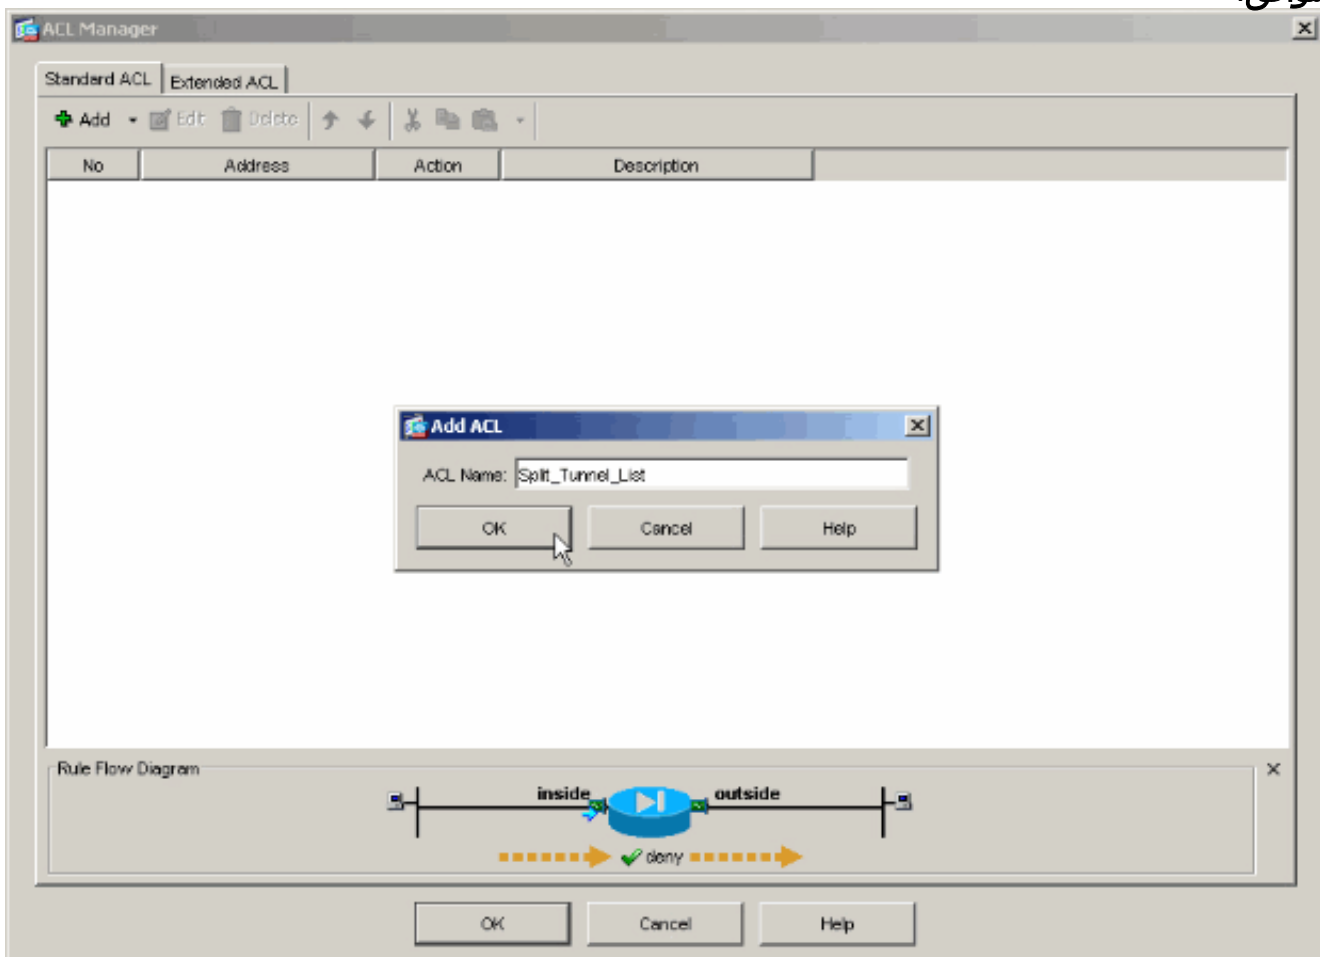 ACL Manager
Standard ACL Extended ACL
Add Edit Delete
No Address Action Description
Add ACL
ACL Name: Split_Tunnel_List
OK Cancel Help
Rule Flow Diagram
inside outside
deny
OK Cancel Help